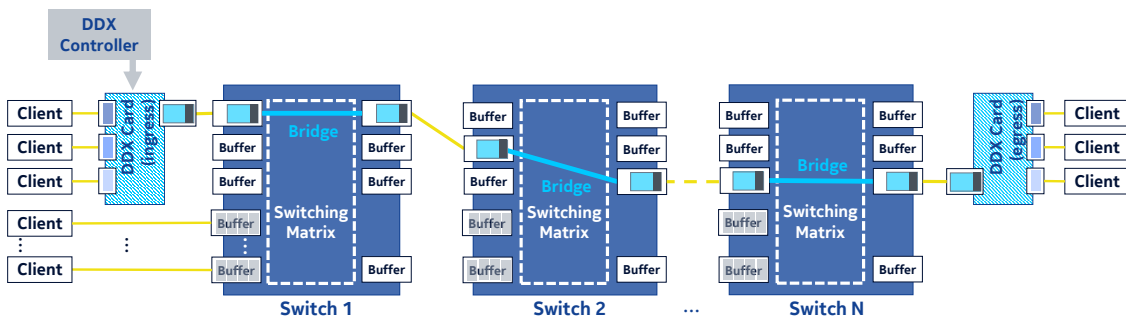 DDX
Controller
Client
Client
Client
Client
Client
DDX Card
(ingress)
Buffer
Buffer
Buffer
Buffer
Bridge
Switching
Matrix
Buffer
Buffer
Buffer
Switch 1
Buffer
Buffer
Buffer
Buffer
Bridge
Switching
Matrix
Buffer
Buffer
Buffer
Switch 2
...
Buffer
Buffer
Buffer
Buffer
Bridge
Switching
Matrix
Buffer
Buffer
Buffer
Switch N
DDX Card
(egress)
Client
Client
Client